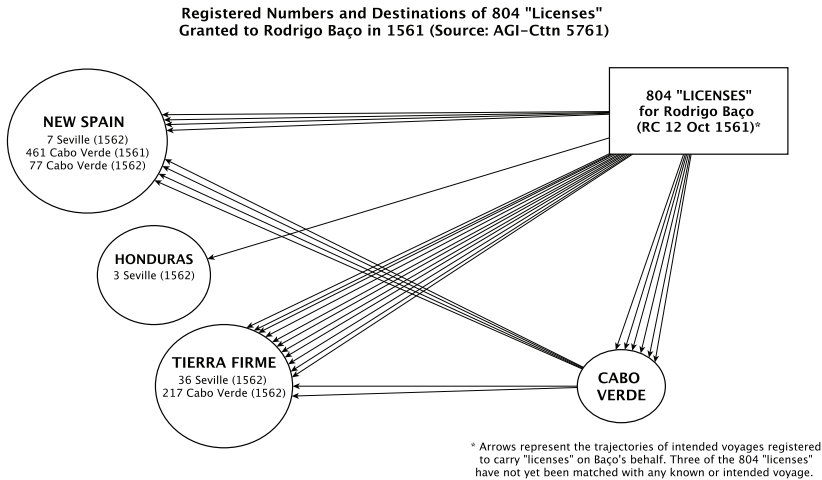 Registered Numbers and Destinations of 804 "Licenses"
Granted to Rodrigo Baço in 1561 (Source: AGI-Cttn 5761)
NEW SPAIN
7 Seville (1562)
461 Cabo Verde (1561)
77 Cabo Verde (1562)
804 "LICENSES"
for Rodrigo Baço
(RC 12 Oct 1561)*
HONDURAS
3 Seville (1562)
TIERRA FIRME
36 Seville (1562)
217 Cabo Verde (1562)
CABO
VERDE
* Arrows represent the trajectories of intended voyages registered
to carry "licenses" on Baço's behalf. Three of the 804 "licenses"
have not yet been matched with any known or intended voyage.